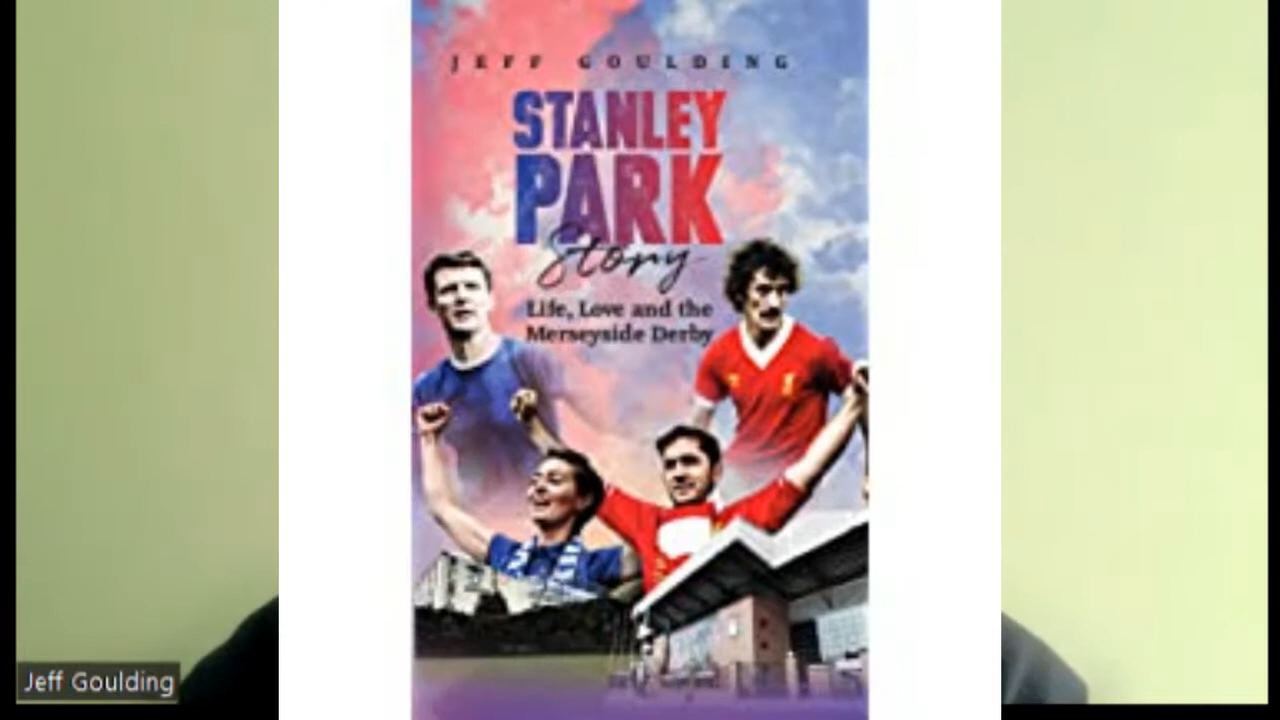 JEFF GOULDING
STANLEY
PARK
Story
Life, Love and the
Merseyside Derby
Jeff Goulding